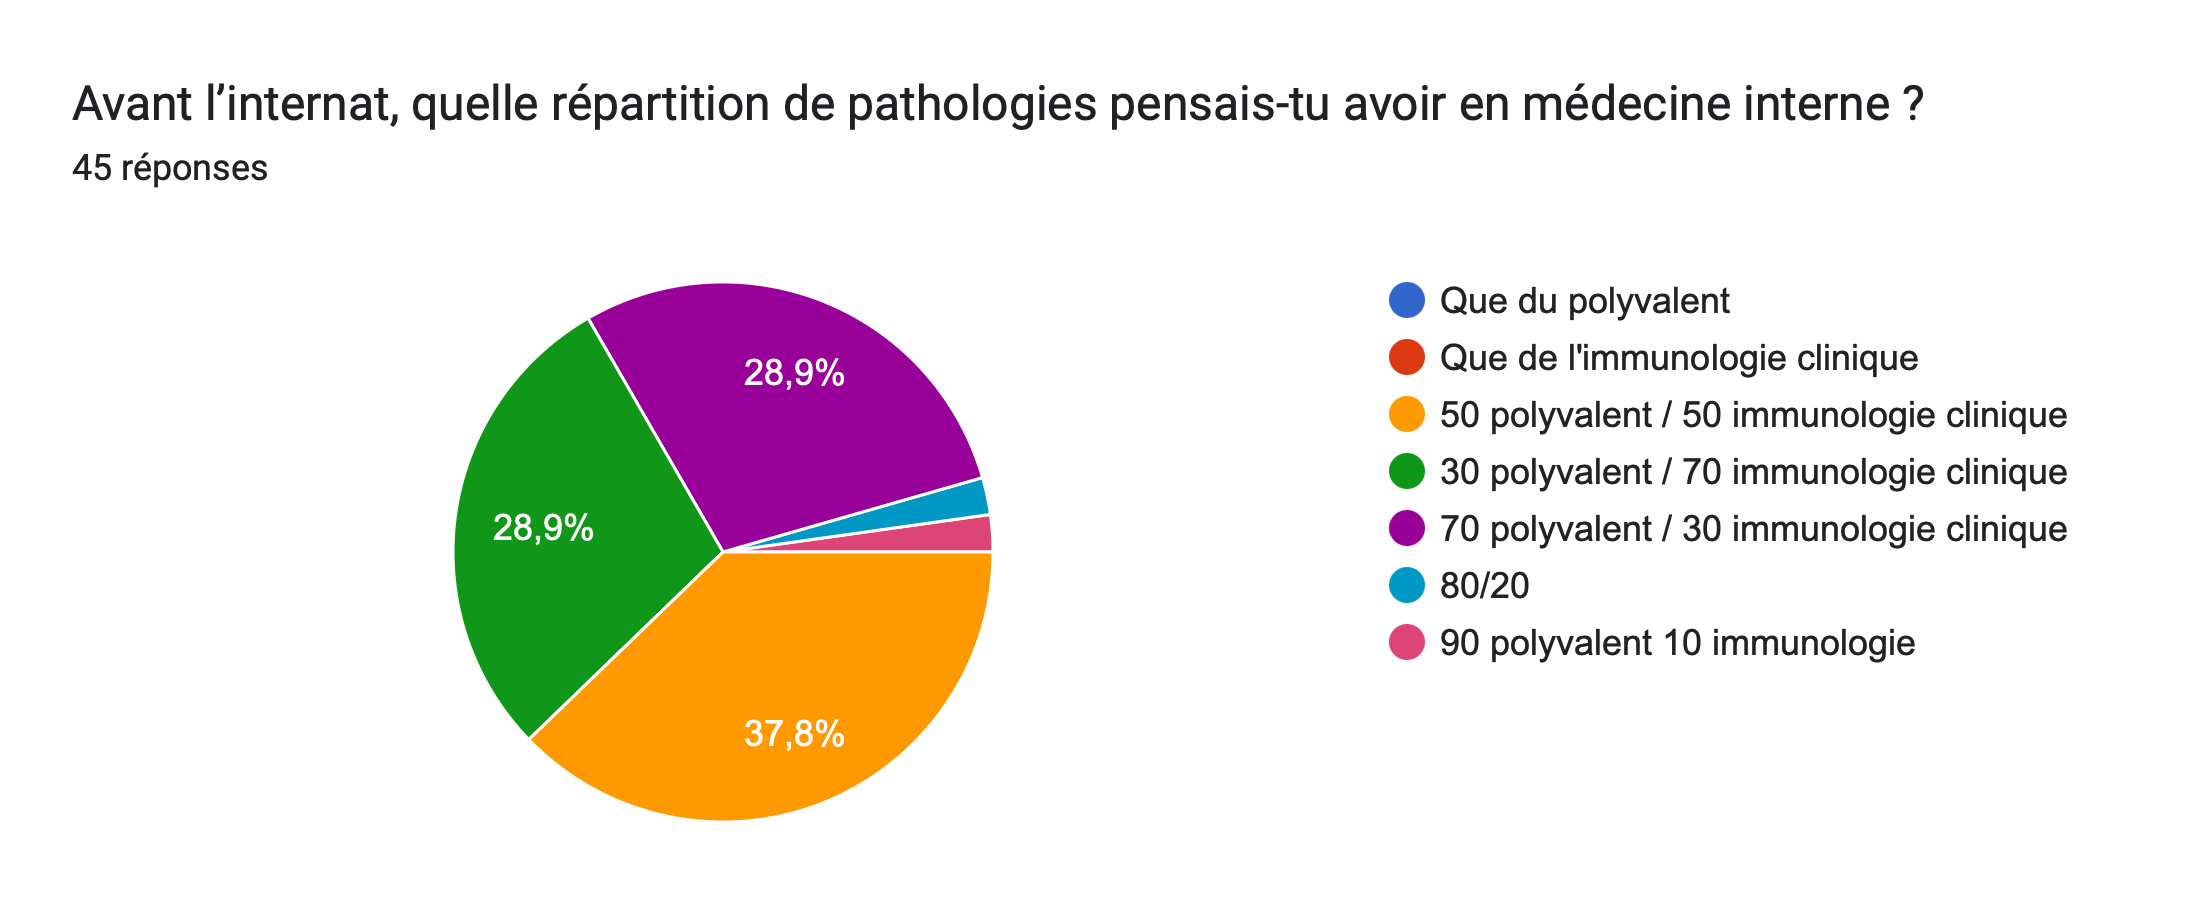 Avant l’internat, quelle répartition de pathologies pensais-tu avoir en médecine interne ?
45 réponses
28,9%
28,9%
37,8%
Que du polyvalent
Que de l'immunologie clinique
50 polyvalent / 50 immunologie clinique
30 polyvalent / 70 immunologie clinique
70 polyvalent / 30 immunologie clinique
80/20
90 polyvalent 10 immunologie